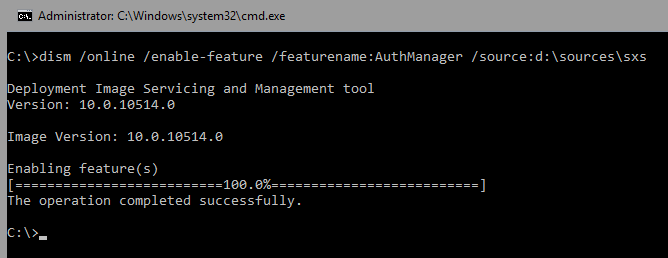 Administrator: C:\Windows\system32\cmd.exe
C:\>dism /online /enable-feature /featurename:AuthManager /source:d:\sources\sxs
Deployment Image Servicing and Management tool
Version: 10.0.10514.0
Image Version: 10.0.10514.0
Enabling feature(s)
[==========================100.0%==========================]
The operation completed successfully.
C:\>_